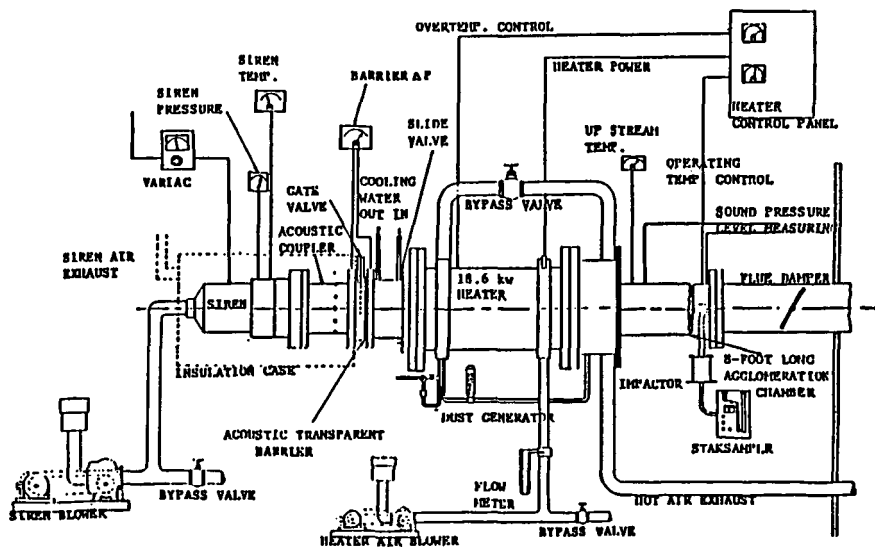 OVERTEMP. CONTROL
SIREN
TEMP.
HEATER POWER
BARRIER ΔP
SIREN
PRESSURE
SLIDE
VALVE
HEATER
CONTROL PANEL
UP STREAM
TEMP.
OPERATING
TEMP CONTROL
VARIAC
GATE
VALVE
COOLING
WATER
OUT IN
BYPASS VALVE
SOUND PRESSURE
LEVEL MEASURIN
ACOUSTIC
COUPLER
SIREN AIR
EXHAUST
18.6 kw
HEATER
FLUE DAMPER
SIREN
INSULATION CASE
8-FOOT LONG
AGGLOMERATION
CHAMBER
IMPACTOR
DUST GENERATOR
ACOUSTIC TRANSPARENT
BARRIER
STAKSAMPLER
BYPASS VALVE
FLOW
METER
HOT AIR EXHAUST
SIREN BLOWER
HEATER AIR BLOWER
BYPASS VALVE